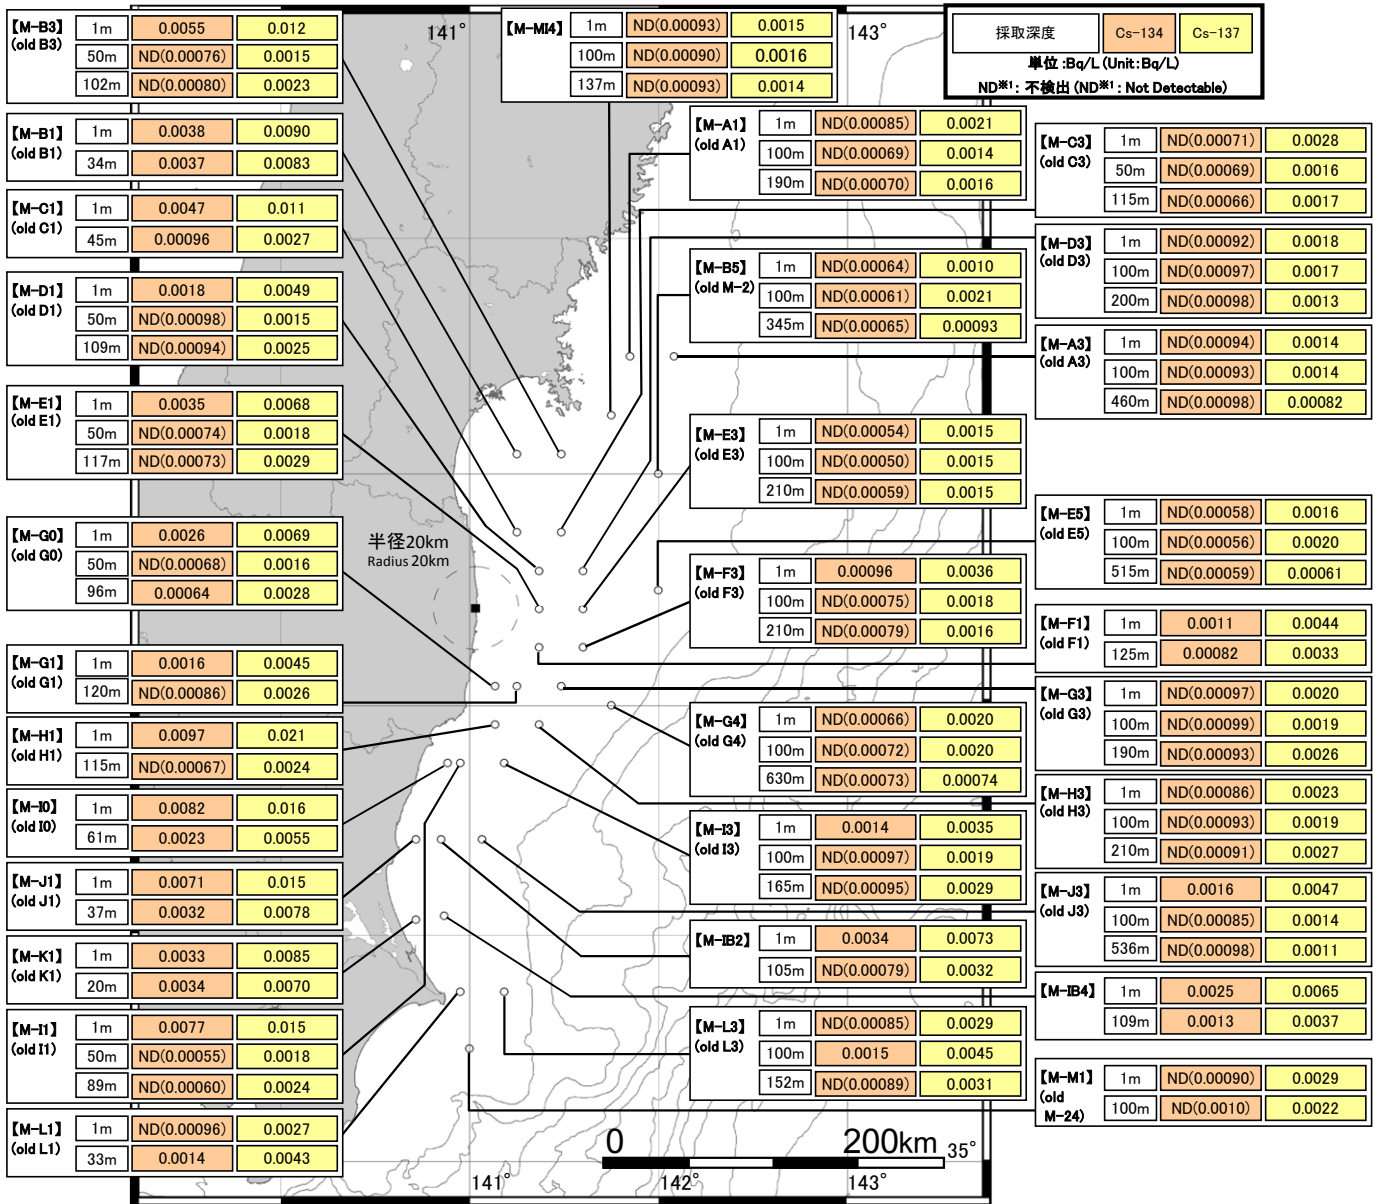 【M-B3】 1m 0.0055 0.012
(old B3) 50m ND(0.00076) 0.0015
102m ND(0.00080) 0.0023
【M-B1】 1m 0.0038 0.0090
(old B1) 34m 0.0037 0.0083
【M-C1】 1m 0.0047 0.011
(old C1) 45m 0.00096 0.0027
【M-D1】 1m 0.0018 0.0049
(old D1) 50m ND(0.00098) 0.0015
109m ND(0.00094) 0.0025
【M-E1】 1m 0.0035 0.0068
(old E1) 50m ND(0.00074) 0.0018
117m ND(0.00073) 0.0029
【M-G0】 1m 0.0026 0.0069
(old G0) 50m ND(0.00068) 0.0016
96m 0.00064 0.0028
【M-G1】 1m 0.0016 0.0045
(old G1) 120m ND(0.00086) 0.0026
【M-H1】 1m 0.0097 0.021
(old H1) 115m ND(0.00067) 0.0024
【M-I0】 1m 0.0082 0.016
(old I0) 61m 0.0023 0.0055
【M-J1】 1m 0.0071 0.015
(old J1) 37m 0.0032 0.0078
【M-K1】 1m 0.0033 0.0085
(old K1) 20m 0.0034 0.0070
【M-I1】 1m 0.0077 0.015
(old I1) 50m ND(0.00055) 0.0018
89m ND(0.00060) 0.0024
【M-L1】 1m ND(0.00096) 0.0027
(old L1) 33m 0.0014 0.0043
141°
【M-MI4】 1m ND(0.00093) 0.0015
100m ND(0.00090) 0.0016
137m ND(0.00093) 0.0014
143°
採取深度 Cs-134 Cs-137
単位:Bq/L (Unit:Bq/L)
ND※1: 不検出 (ND※1: Not Detectable)
【M-A1】 1m ND(0.00085) 0.0021
(old A1) 100m ND(0.00069) 0.0014
190m ND(0.00070) 0.0016
【M-B5】 1m ND(0.00064) 0.0010
(old M-2) 100m ND(0.00061) 0.0021
345m ND(0.00065) 0.00093
【M-E3】 1m ND(0.00054) 0.0015
(old E3) 100m ND(0.00050) 0.0015
210m ND(0.00059) 0.0015
半径20km
Radius 20km
【M-F3】 1m 0.00096 0.0036
(old F3) 100m ND(0.00075) 0.0018
210m ND(0.00079) 0.0016
【M-G4】 1m ND(0.00066) 0.0020
(old G4) 100m ND(0.00072) 0.0020
630m ND(0.00073) 0.00074
【M-I3】 1m 0.0014 0.0035
(old I3) 100m ND(0.00097) 0.0019
165m ND(0.00095) 0.0029
【M-IB2】 1m 0.0034 0.0073
105m ND(0.00079) 0.0032
【M-L3】 1m ND(0.00085) 0.0029
(old L3) 100m 0.0015 0.0045
152m ND(0.00089) 0.0031
【M-C3】 1m ND(0.00071) 0.0028
(old C3) 50m ND(0.00069) 0.0016
115m ND(0.00066) 0.0017
【M-D3】 1m ND(0.00092) 0.0018
(old D3) 100m ND(0.00097) 0.0017
200m ND(0.00098) 0.0013
【M-A3】 1m ND(0.00094) 0.0014
(old A3) 100m ND(0.00093) 0.0014
460m ND(0.00098) 0.00082
【M-E5】 1m ND(0.00058) 0.0016
(old E5) 100m ND(0.00056) 0.0020
515m ND(0.00059) 0.00061
【M-F1】 1m 0.0011 0.0044
(old F1) 125m 0.00082 0.0033
【M-G3】 1m ND(0.00097) 0.0020
(old G3) 100m ND(0.00099) 0.0019
190m ND(0.00093) 0.0026
【M-H3】 1m ND(0.00086) 0.0023
(old H3) 100m ND(0.00093) 0.0019
210m ND(0.00091) 0.0027
【M-J3】 1m 0.0016 0.0047
(old J3) 100m ND(0.00085) 0.0014
536m ND(0.00098) 0.0011
【M-IB4】 1m 0.0025 0.0065
109m 0.0013 0.0037
【M-M1】 1m ND(0.00090) 0.0029
(old
M-24) 100m ND(0.0010) 0.0022
0 200km 35°
141° 142° 143°